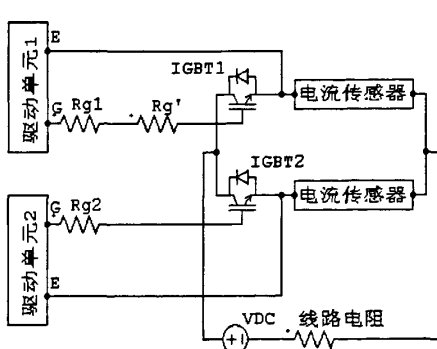 驱动单元1
E
G
Rg1
Rg'
IGBT1
电流传感器
IGBT2
电流传感器
驱动单元2
G
Rg2
E
VDC
线路电阻
+